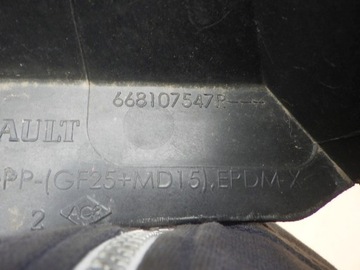 668107547R---
AULT
PP-(GF25+MD15),EPDM-X
2